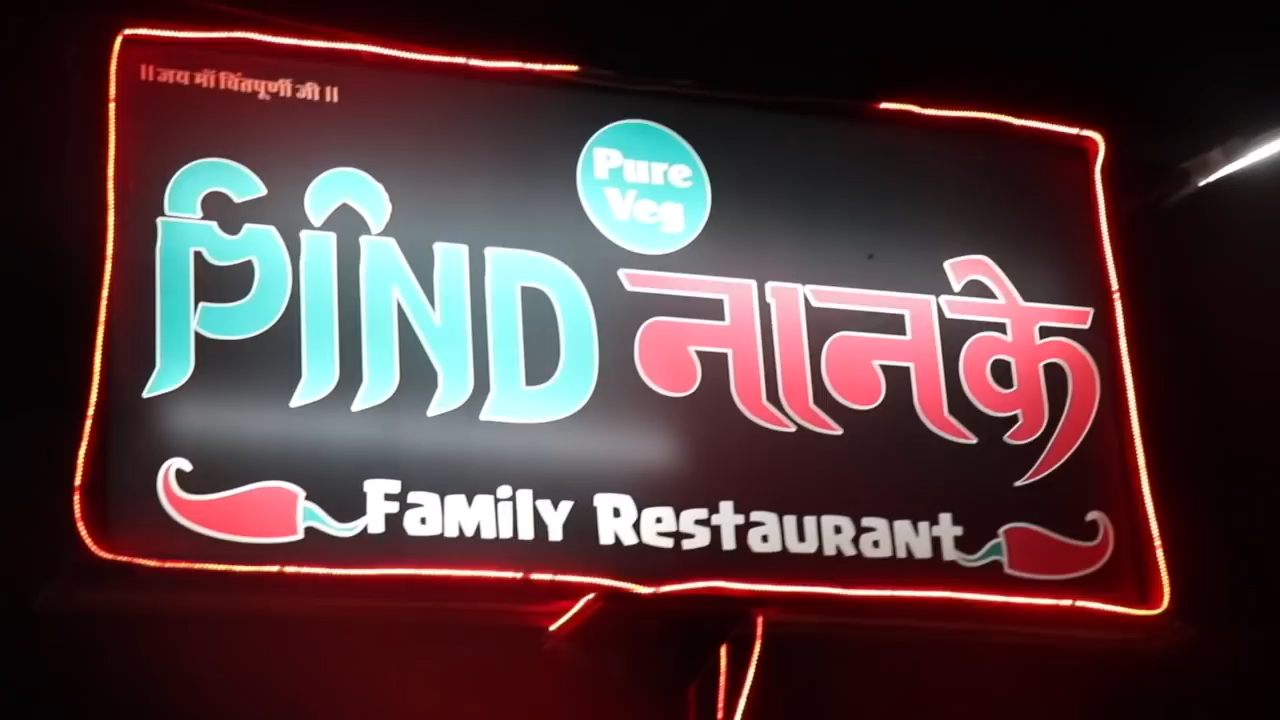 ॥ जय माँ चिंतपूर्णी जी ॥
Pure
Veg
PIND नानके
Family Restaurant